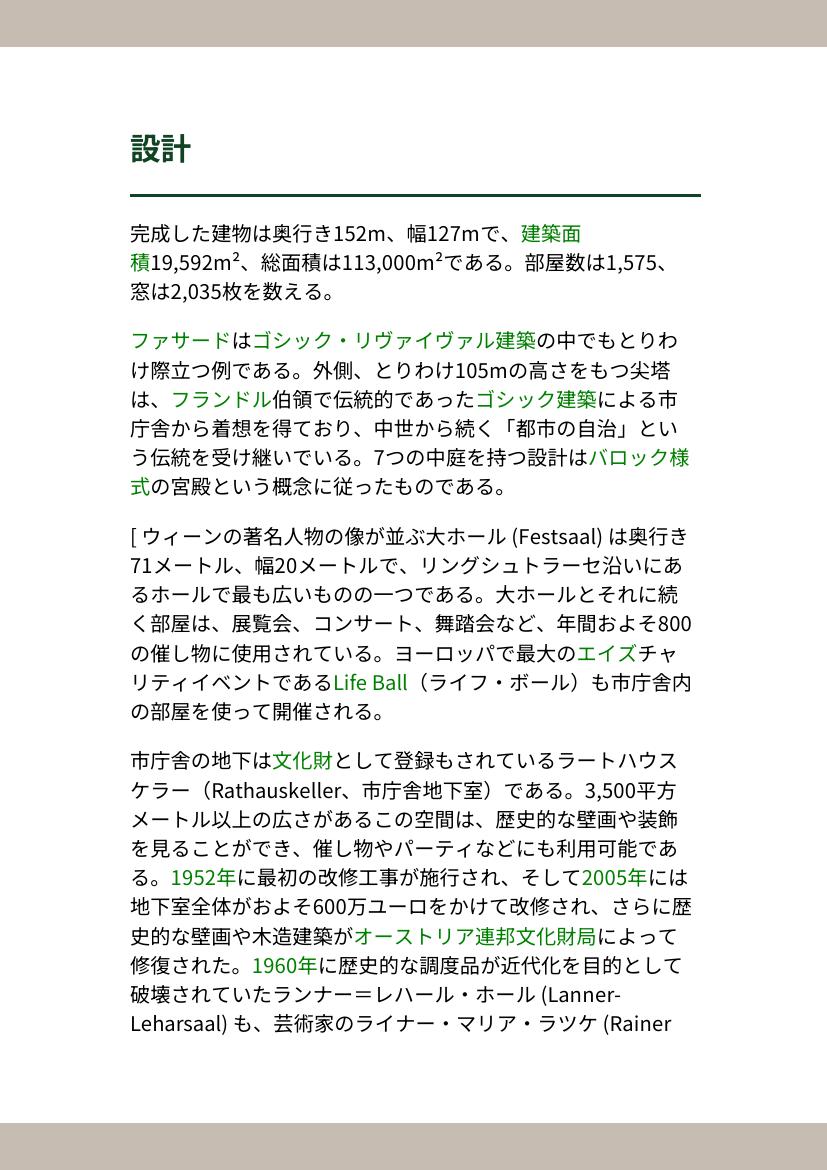 設計
完成した建物は奥行き152m、幅127mで、建築面
積19,592m²、総面積は113,000m²である。部屋数は1,575、
窓は2,035枚を数える。
ファサードはゴシック・リヴァイヴァル建築の中でもとりわ
け際立つ例である。外側、とりわけ105mの高さをもつ尖塔
は、フランドル伯領で伝統的であったゴシック建築による市
庁舎から着想を得ており、中世から続く「都市の自治」とい
う伝統を受け継いでいる。7つの中庭を持つ設計はバロック様
式の宮殿という概念に従ったものである。
[ ウィーンの著名人物の像が並ぶ大ホール (Festsaal) は奥行き
71メートル、幅20メートルで、リングシュトラーセ沿いにあ
るホールで最も広いものの一つである。大ホールとそれに続
く部屋は、展覧会、コンサート、舞踏会など、年間およそ800
の催し物に使用されている。ヨーロッパで最大のエイズチャ
リティイベントであるLife Ball（ライフ・ボール）も市庁舎内
の部屋を使って開催される。
市庁舎の地下は文化財として登録もされているラートハウス
ケラー（Rathauskeller、市庁舎地下室）である。3,500平方
メートル以上の広さがあるこの空間は、歴史的な壁画や装飾
を見ることができ、催し物やパーティなどにも利用可能であ
る。1952年に最初の改修工事が施行され、そして2005年には
地下室全体がおよそ600万ユーロをかけて改修され、さらに歴
史的な壁画や木造建築がオーストリア連邦文化財局によって
修復された。1960年に歴史的な調度品が近代化を目的として
破壊されていたランナー＝レハール・ホール (Lanner-
Leharsaal) も、芸術家のライナー・マリア・ラツケ (Rainer